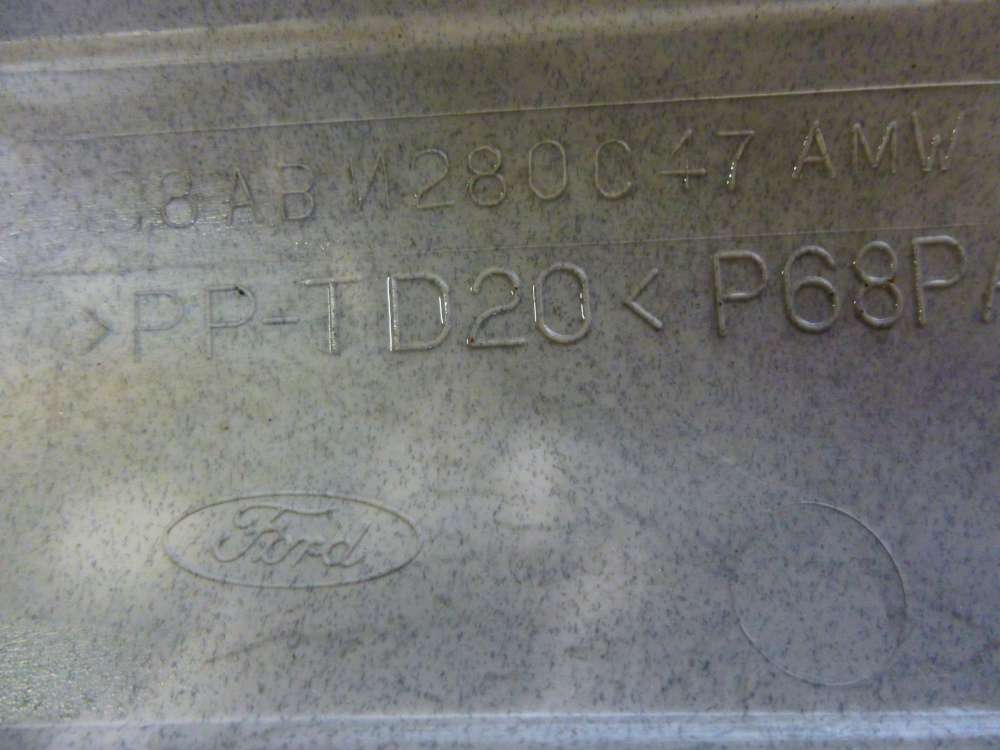 8AB N280C47 AMW
>PP-TD20< P68PA
Ford